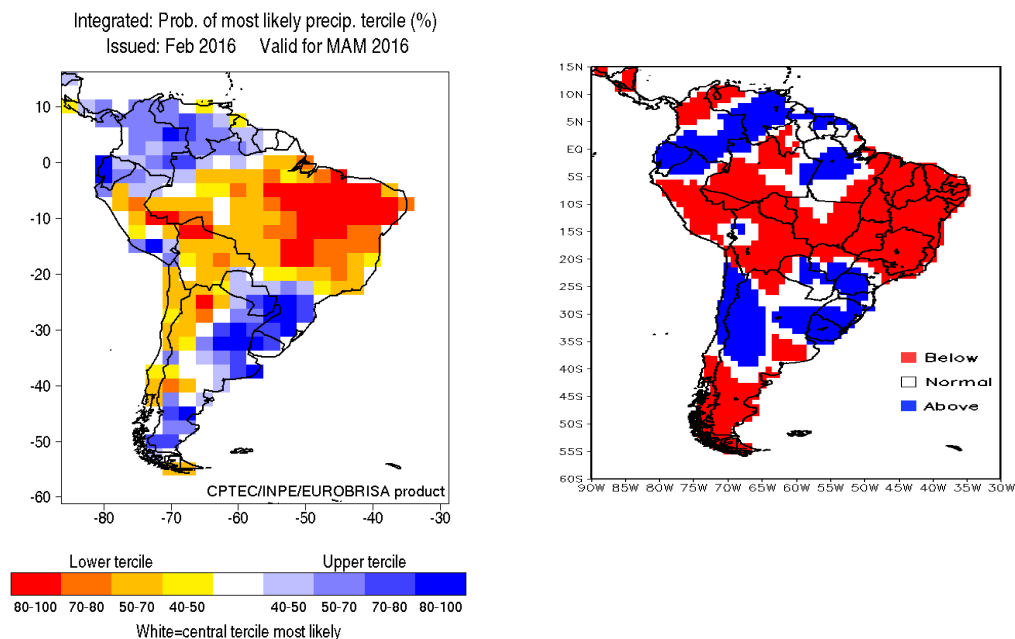 Integrated: Prob. of most likely precip. tercile (%)
Issued: Feb 2016 Valid for MAM 2016
10
0
-10
-20
-30
-40
-50
-60
CPTEC/INPE/EUROBRISA product
-80 -70 -60 -50 -40 -30
Lower tercile Upper tercile
80-100 70-80 50-70 40-50 40-50 50-70 70-80 80-100
White=central tercile most likely
15N
10N
5N
EQ
5S
10S
15S
20S
25S
30S
35S
40S
45S
50S
55S
60S
Below
Normal
Above
90W 85W 80W 75W 70W 65W 60W 55W 50W 45W 40W 35W 30W